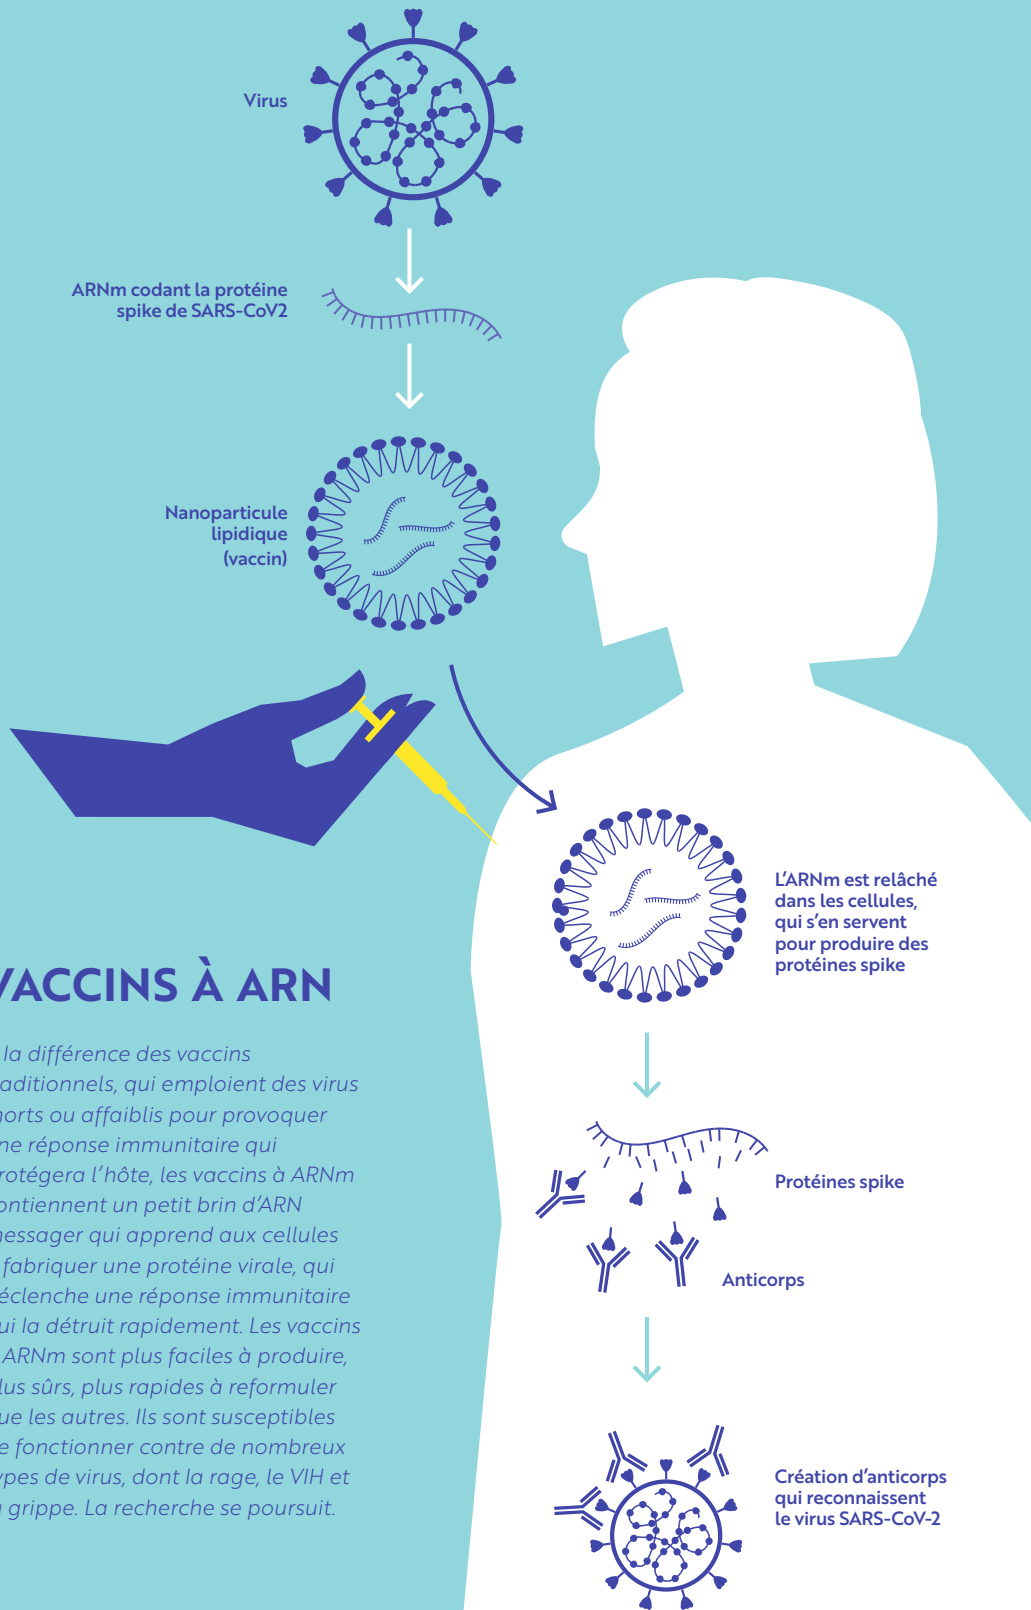 Virus
ARNm codant la protéine
spike de SARS-CoV2
Nanoparticule
lipidique
(vaccin)
L'ARNm est relâché
dans les cellules,
qui s'en servent
pour produire des
protéines spike
Protéines spike
Anticorps
Création d'anticorps
qui reconnaissent
le virus SARS-CoV-2
VACCINS À ARN
la différence des vaccins
aditionnels, qui emploient des virus
orts ou affaiblis pour provoquer
ne réponse immunitaire qui
rotégera l'hôte, les vaccins à ARNm
ontiennent un petit brin d'ARN
essager qui apprend aux cellules
fabriquer une protéine virale, qui
éclenche une réponse immunitaire
ui la détruit rapidement. Les vaccins
ARNm sont plus faciles à produire,
lus sûrs, plus rapides à reformuler
ue les autres. Ils sont susceptibles
e fonctionner contre de nombreux
ypes de virus, dont la rage, le VIH et
a grippe. La recherche se poursuit.